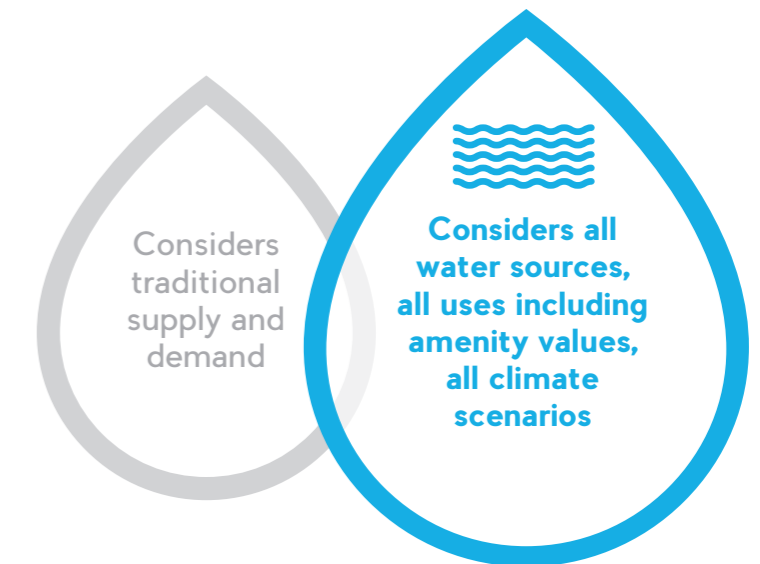 Considers
traditional
supply and
demand
Considers all
water sources,
all uses including
amenity values,
all climate
scenarios